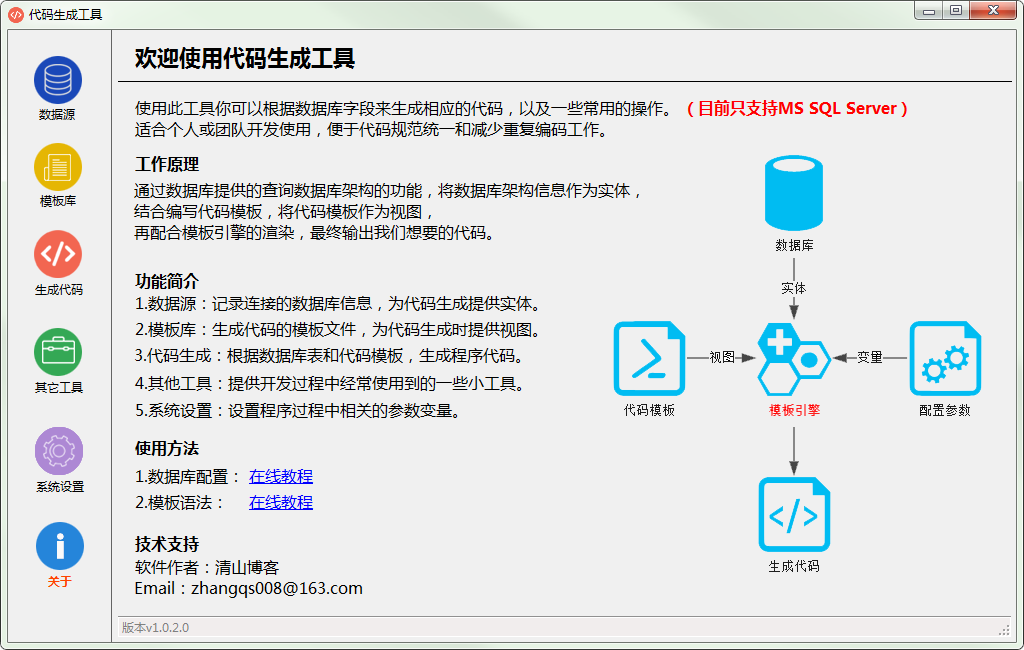 代码生成工具
数据源
模板库
生成代码
其它工具
系统设置
关于
欢迎使用代码生成工具
使用此工具你可以根据数据库字段来生成相应的代码，以及一些常用的操作。（目前只支持MS SQL Server）
适合个人或团队开发使用，便于代码规范统一和减少重复编码工作。
工作原理
通过数据库提供的查询数据库架构的功能，将数据库架构信息作为实体，
结合编写代码模板，将代码模板作为视图，
再配合模板引擎的渲染，最终输出我们想要的代码。
功能简介
1.数据源：记录连接的数据库信息，为代码生成提供实体。
2.模板库：生成代码的模板文件，为代码生成时提供视图。
3.代码生成：根据数据库表和代码模板，生成程序代码。
4.其他工具：提供开发过程中经常使用到的一些小工具。
5.系统设置：设置程序过程中相关的参数变量。
使用方法
1.数据库配置： 在线教程
2.模板语法： 在线教程
技术支持
软件作者：清山博客
Email：zhangqs008@163.com
数据库
实体
视图
变量
代码模板
模板引擎
配置参数
生成代码
版本v1.0.2.0